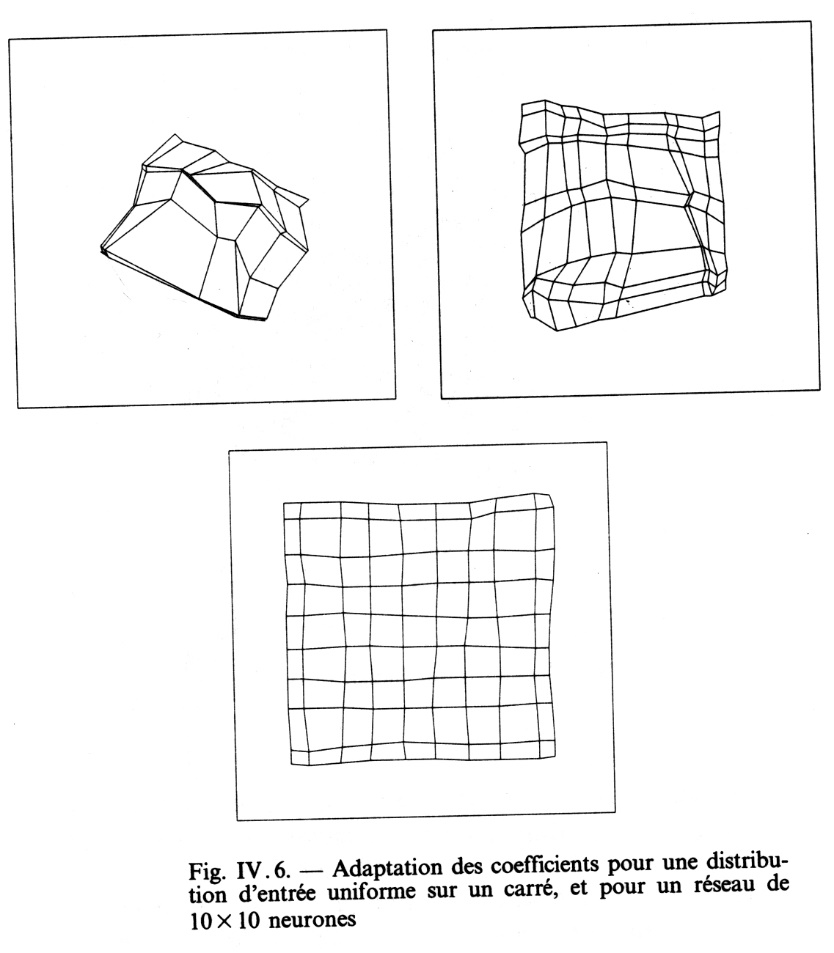 Fig. IV.6. — Adaptation des coefficients pour une distribu-
tion d'entrée uniforme sur un carré, et pour un réseau de
10 × 10 neurones